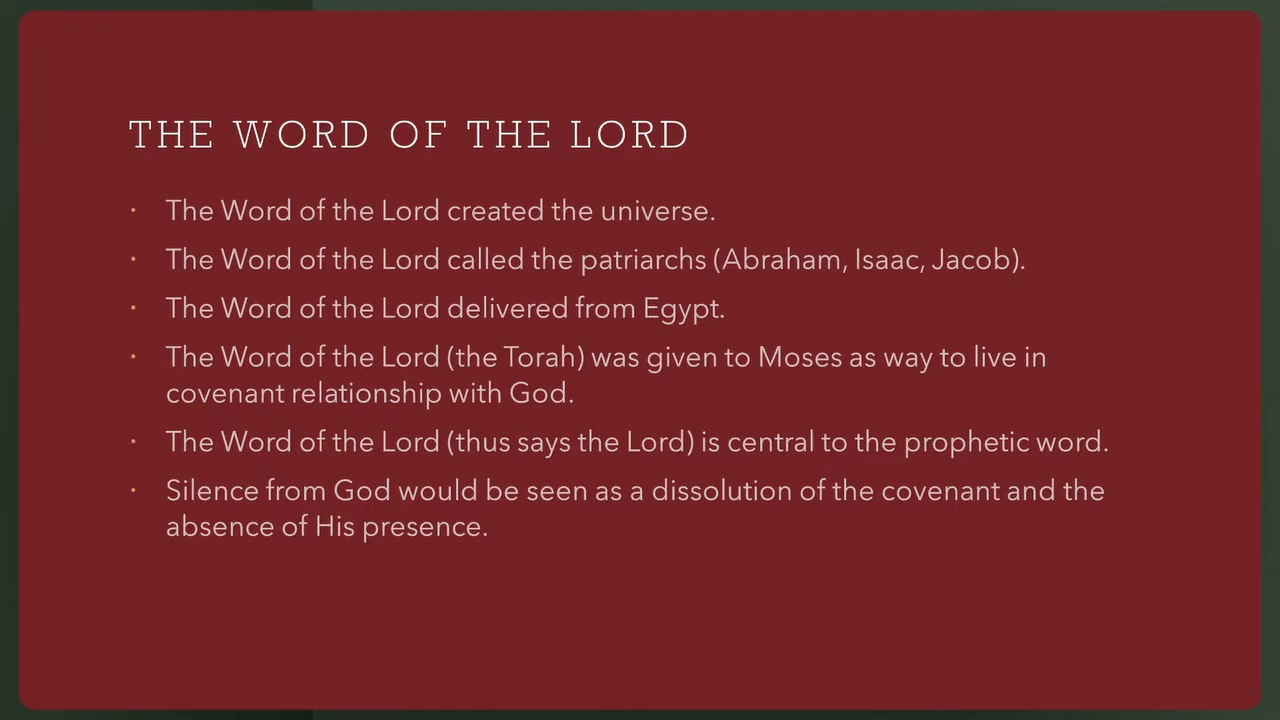 THE WORD OF THE LORD
· The Word of the Lord created the universe.
· The Word of the Lord called the patriarchs (Abraham, Isaac, Jacob).
· The Word of the Lord delivered from Egypt.
· The Word of the Lord (the Torah) was given to Moses as way to live in
covenant relationship with God.
· The Word of the Lord (thus says the Lord) is central to the prophetic word.
· Silence from God would be seen as a dissolution of the covenant and the
absence of His presence.